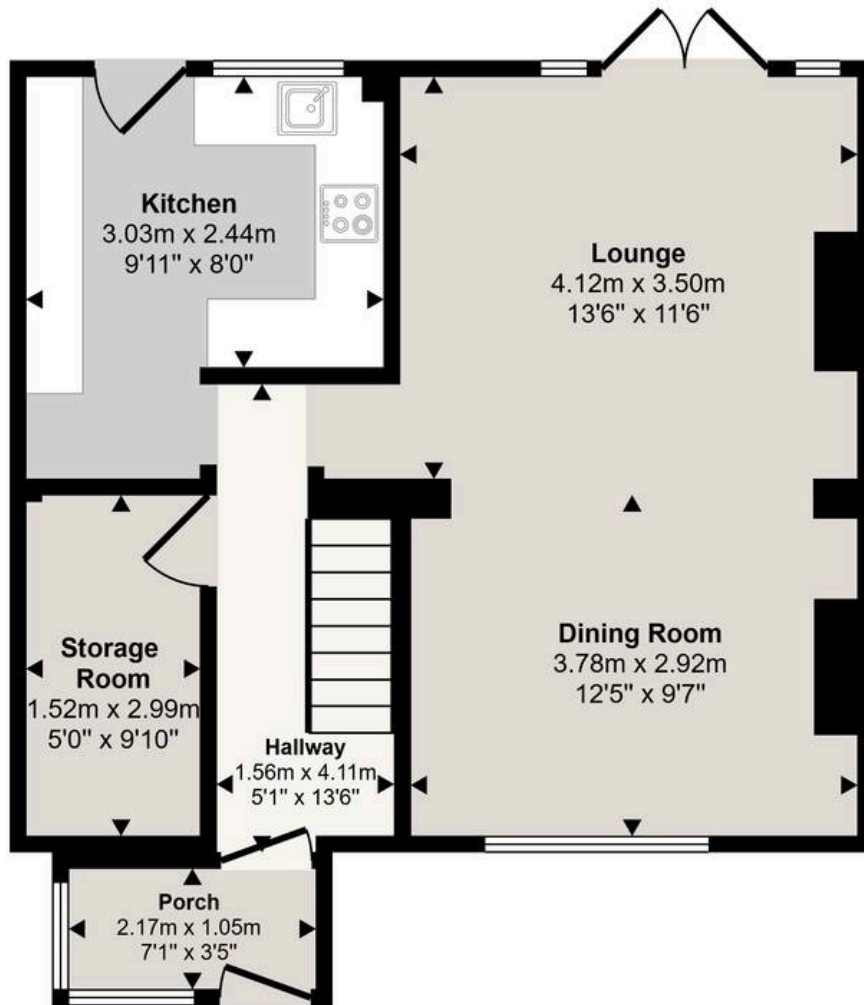 Kitchen
3.03m x 2.44m
9'11" x 8'0"
Lounge
4.12m x 3.50m
13'6" x 11'6"
Storage
Room
1.52m x 2.99m
5'0" x 9'10"
Dining Room
3.78m x 2.92m
12'5" x 9'7"
Hallway
1.56m x 4.11m
5'1" x 13'6"
Porch
2.17m x 1.05m
7'1" x 3'5"